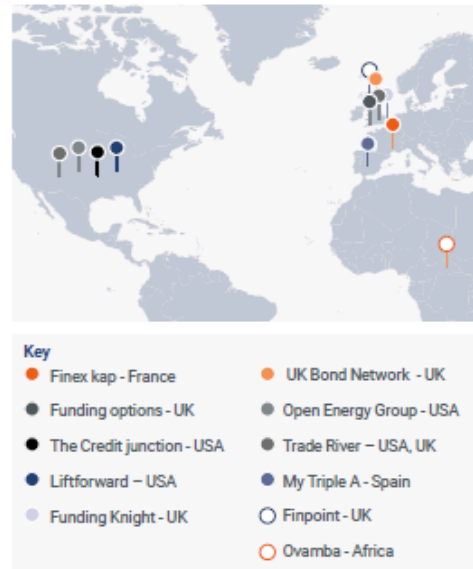 Key
Finex kap - France
Funding options - UK
The Credit junction - USA
Liftforward – USA
Funding Knight - UK
UK Bond Network - UK
Open Energy Group - USA
Trade River – USA, UK
My Triple A - Spain
Finpoint - UK
Ovamba - Africa